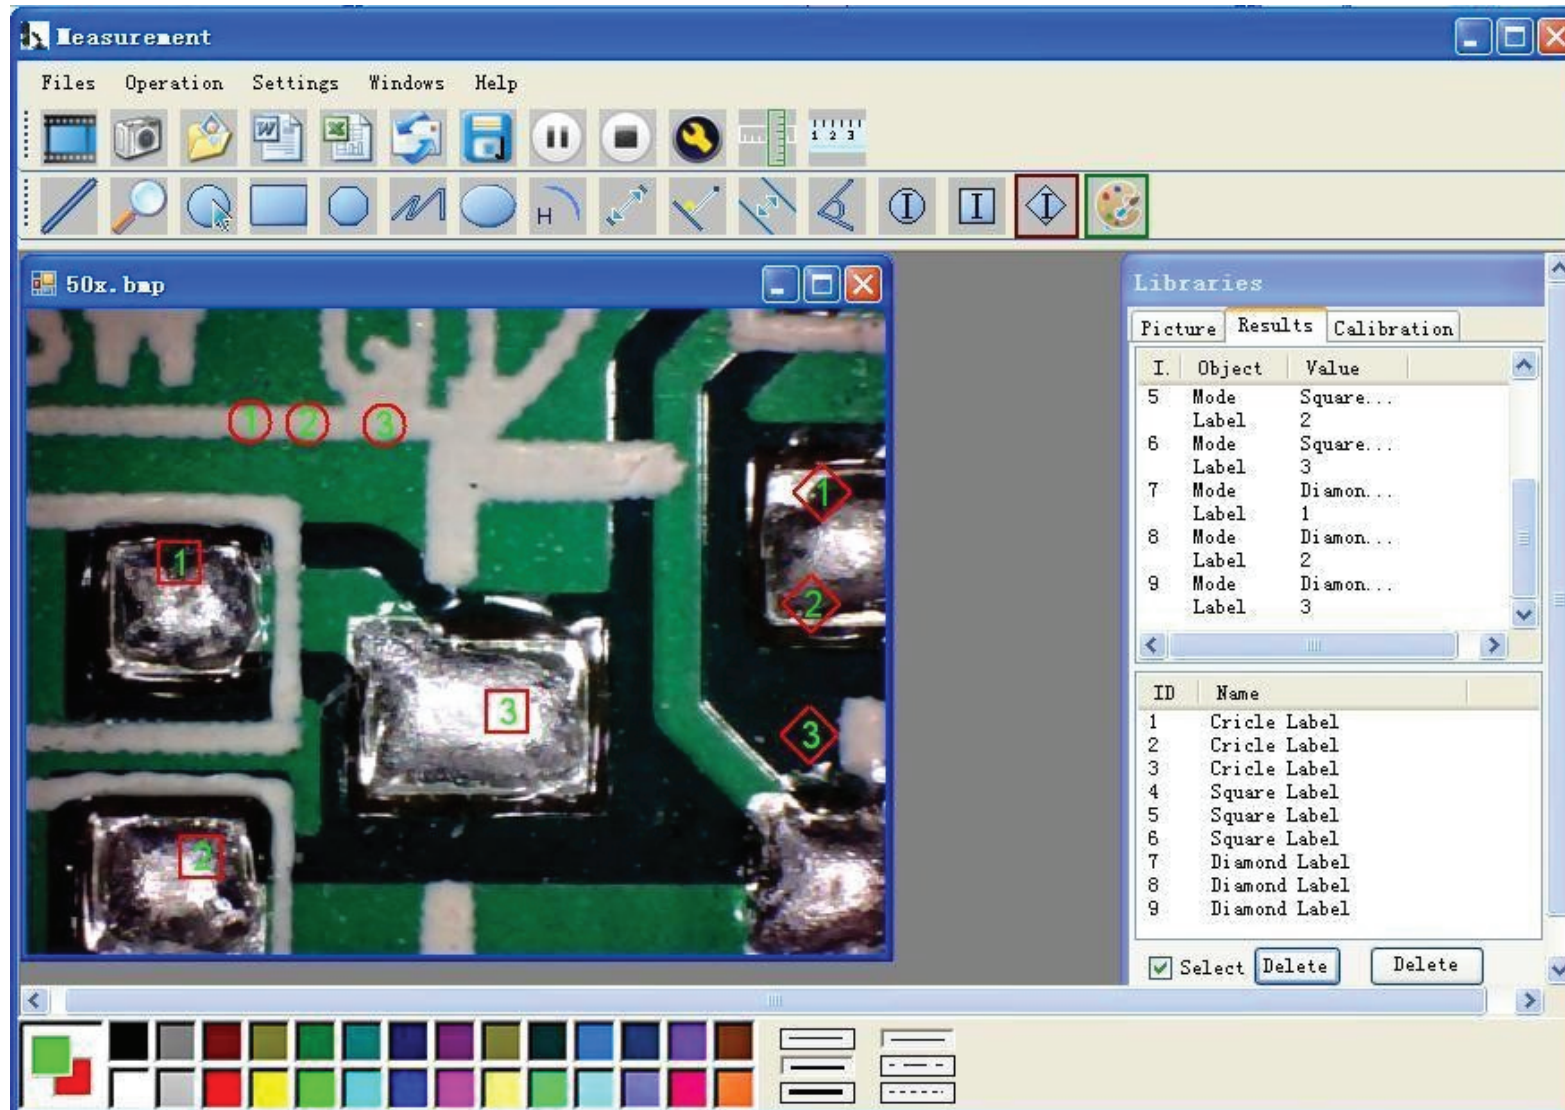 Measurement
Files Operation Settings Windows Help
1 2 3
H
I I I
50x.bmp
1 2 3
1
1
2
3
3
2
Libraries
Picture Results Calibration
I. Object Value
5 Mode Square...
Label 2
6 Mode Square...
Label 3
7 Mode Diamon...
Label 1
8 Mode Diamon...
Label 2
9 Mode Diamon...
Label 3
ID Name
1 Cricle Label
2 Cricle Label
3 Cricle Label
4 Square Label
5 Square Label
6 Square Label
7 Diamond Label
8 Diamond Label
9 Diamond Label
Select Delete Delete